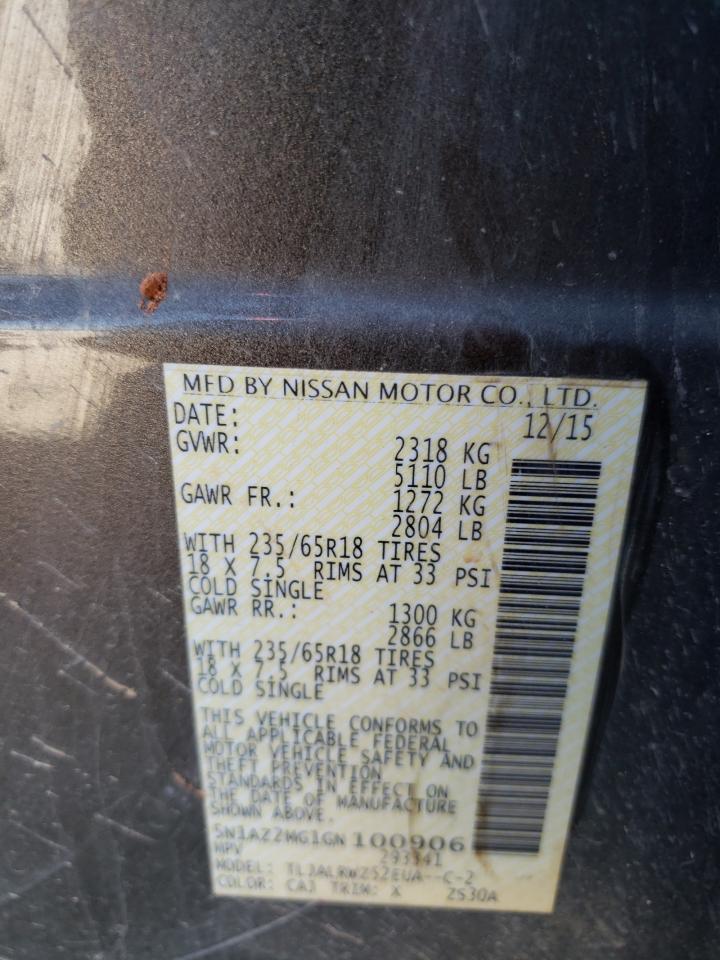 MFD BY NISSAN MOTOR CO., LTD.
DATE: 12/15
GVWR: 2318 KG
5110 LB
GAWR FR.: 1272 KG
2804 LB
WITH 235/65R18 TIRES
18 X 7.5 RIMS AT 33 PSI
COLD SINGLE
GAWR RR.: 1300 KG
2866 LB
WITH 235/65R18 TIRES
18 X 7.5 RIMS AT 33 PSI
COLD SINGLE
THIS VEHICLE CONFORMS TO
ALL APPLICABLE FEDERAL
MOTOR VEHICLE SAFETY AND
THEFT PREVENTION
STANDARDS IN EFFECT ON
THE DATE OF MANUFACTURE
SHOWN ABOVE.
5N1AZ2MG1GN 100906
MPV 293341
MODEL:
COLOR: CAJ TRIM: X 2S30A